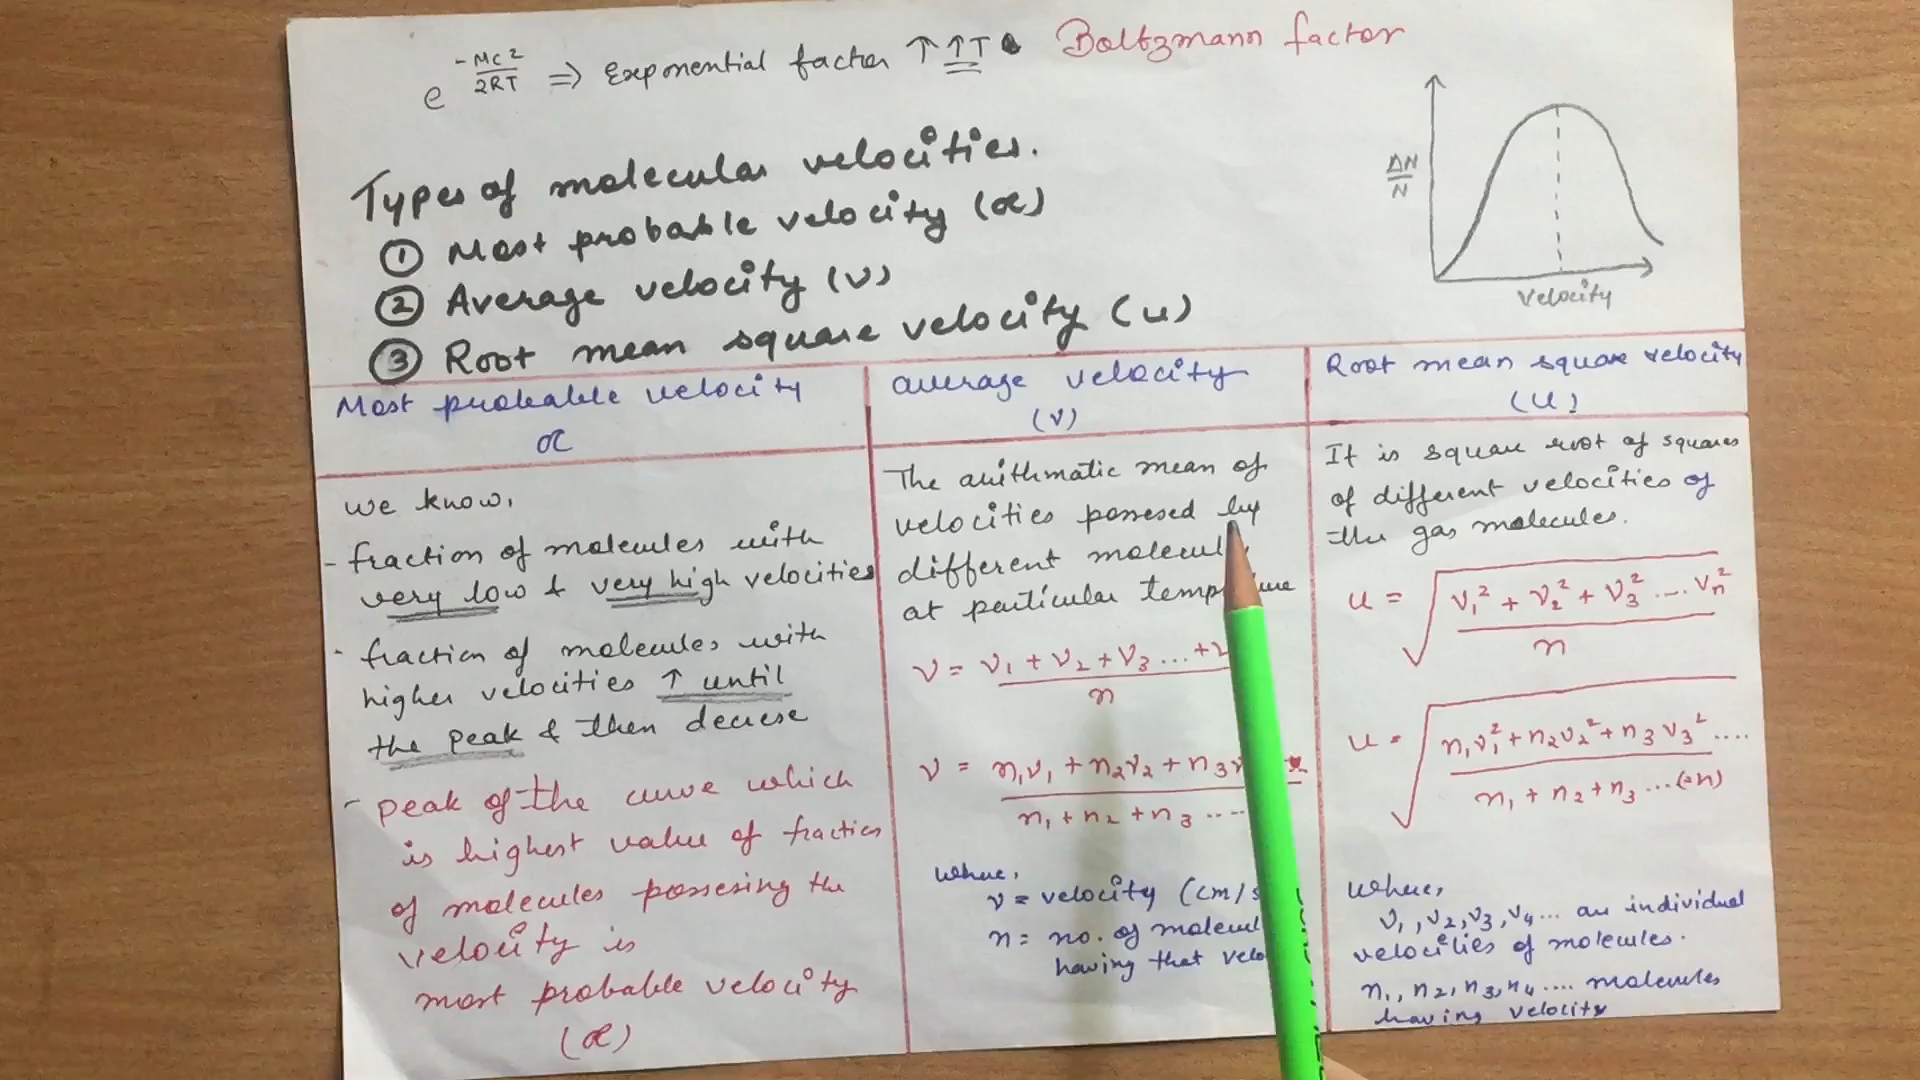 e^-MC²/2RT ⇒ Exponential factor ↑ ↑T Boltzmann factor
Types of molecular velocities.
① Most probable velocity (α)
② Average velocity (v)
③ Root mean square velocity (u)
ΔN/N
Velocity
Most probable velocity
α
we know,
- fraction of molecules with
very low & very high velocities
- fraction of molecules with
higher velocities ↑ until
the peak & then decrese
- peak of the curve which
is highest value of fraction
of molecules possesing the
velocity is
most probable velocity
(α)
average velocity
(v)
The arithmatic mean of
velocities possesed by
different
at particular
v = v₁ + v₂ + v₃ ...+
n
v = n₁v₁ + n₂v₂ + n₃
n₁ + n₂ + n₃ ....
where,
v = velocity (cm/s
n = no. of
having that
Root mean square velocity
(u)
It is square root of squares
of different velocities of
the gas molecules.
u = √ v₁² + v₂² + v₃² .... vₙ²
n
u = √ n₁v₁² + n₂v₂² + n₃v₃² ....
n₁ + n₂ + n₃ ...(=n)
where,
v₁, v₂, v₃, v₄ ... are individual
velocities of molecules.
n₁, n₂, n₃, n₄ .... molecules
having velocity